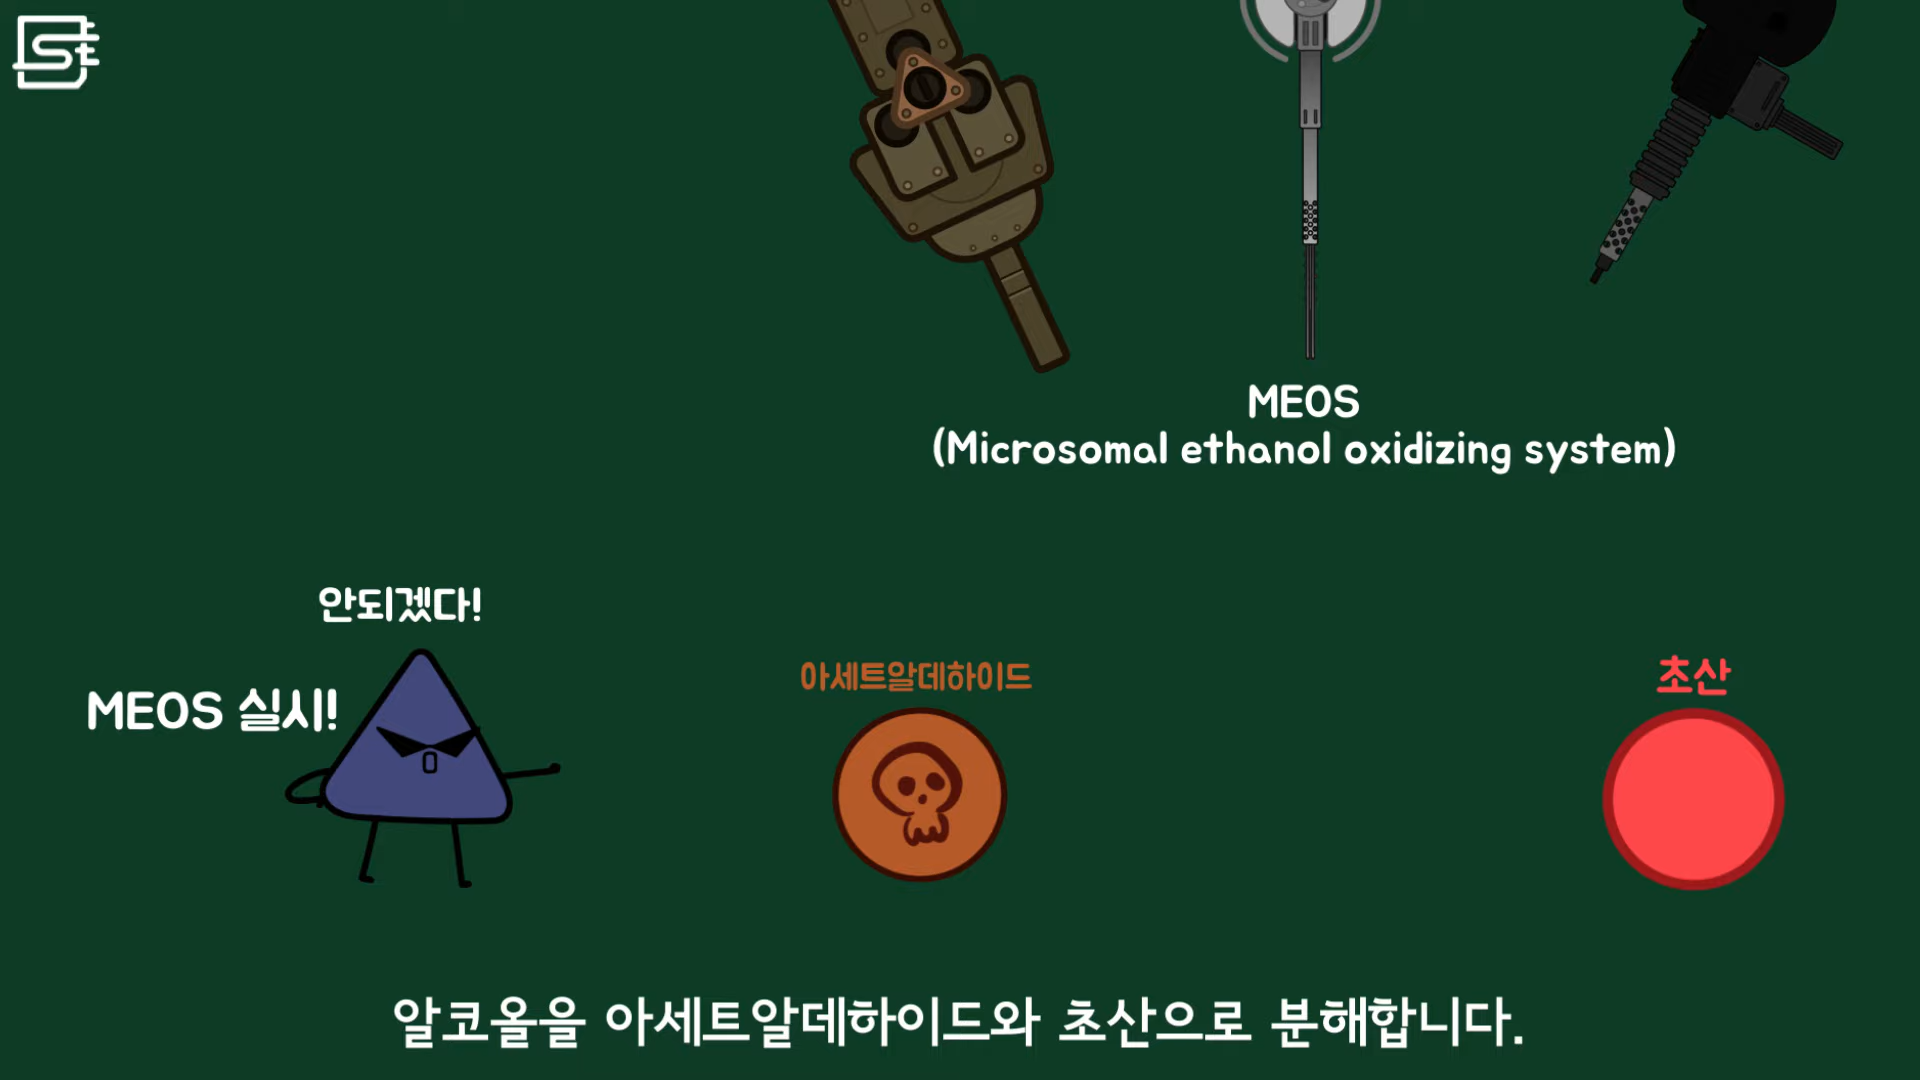 MEOS
(Microsomal ethanol oxidizing system)
안되겠다!
MEOS 실시!
아세트알데하이드
초산
알코올을 아세트알데하이드와 초산으로 분해합니다.